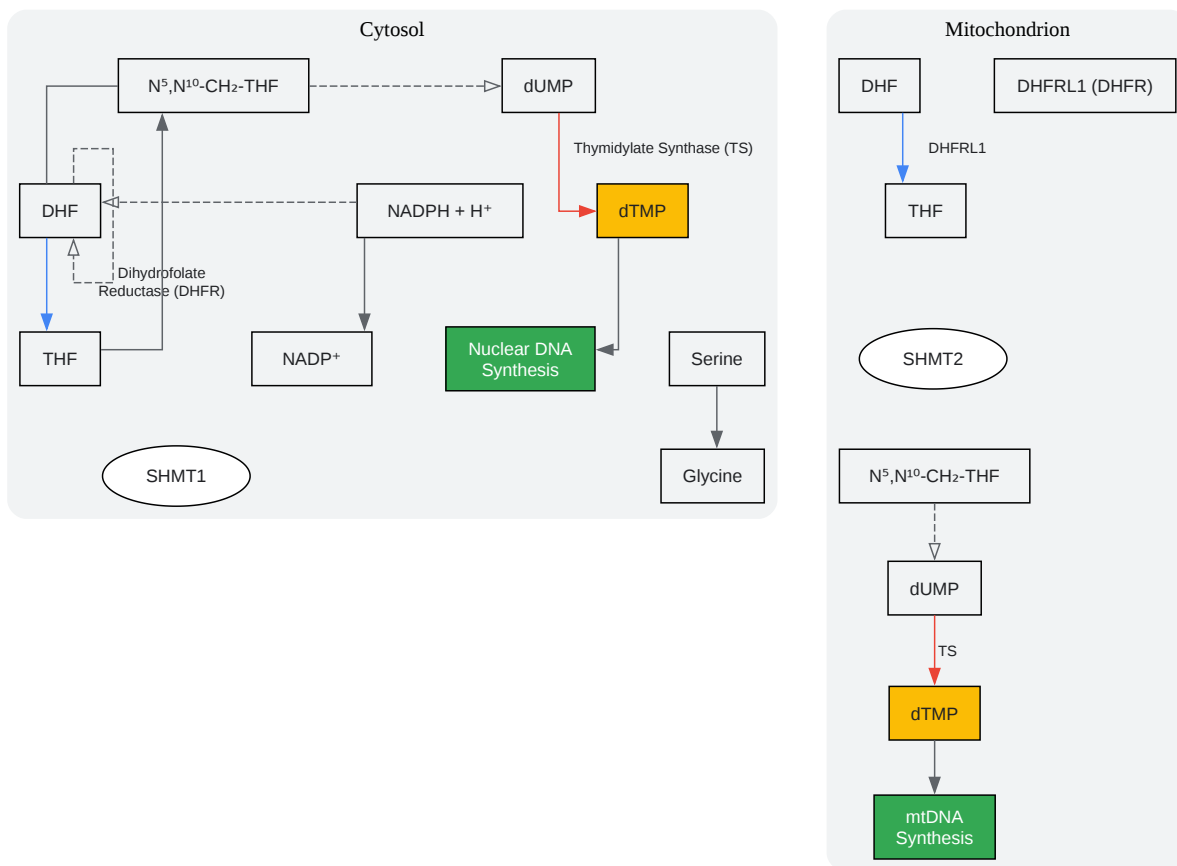 Cytosol
N⁵,N¹⁰-CH₂-THF
dUMP
Thymidylate Synthase (TS)
DHF
NADPH + H⁺
dTMP
Dihydrofolate
Reductase (DHFR)
THF
NADP⁺
Nuclear DNA
Synthesis
Serine
SHMT1
Glycine
Mitochondrion
DHF
DHFRL1 (DHFR)
DHFRL1
THF
SHMT2
N⁵,N¹⁰-CH₂-THF
dUMP
TS
dTMP
mtDNA
Synthesis